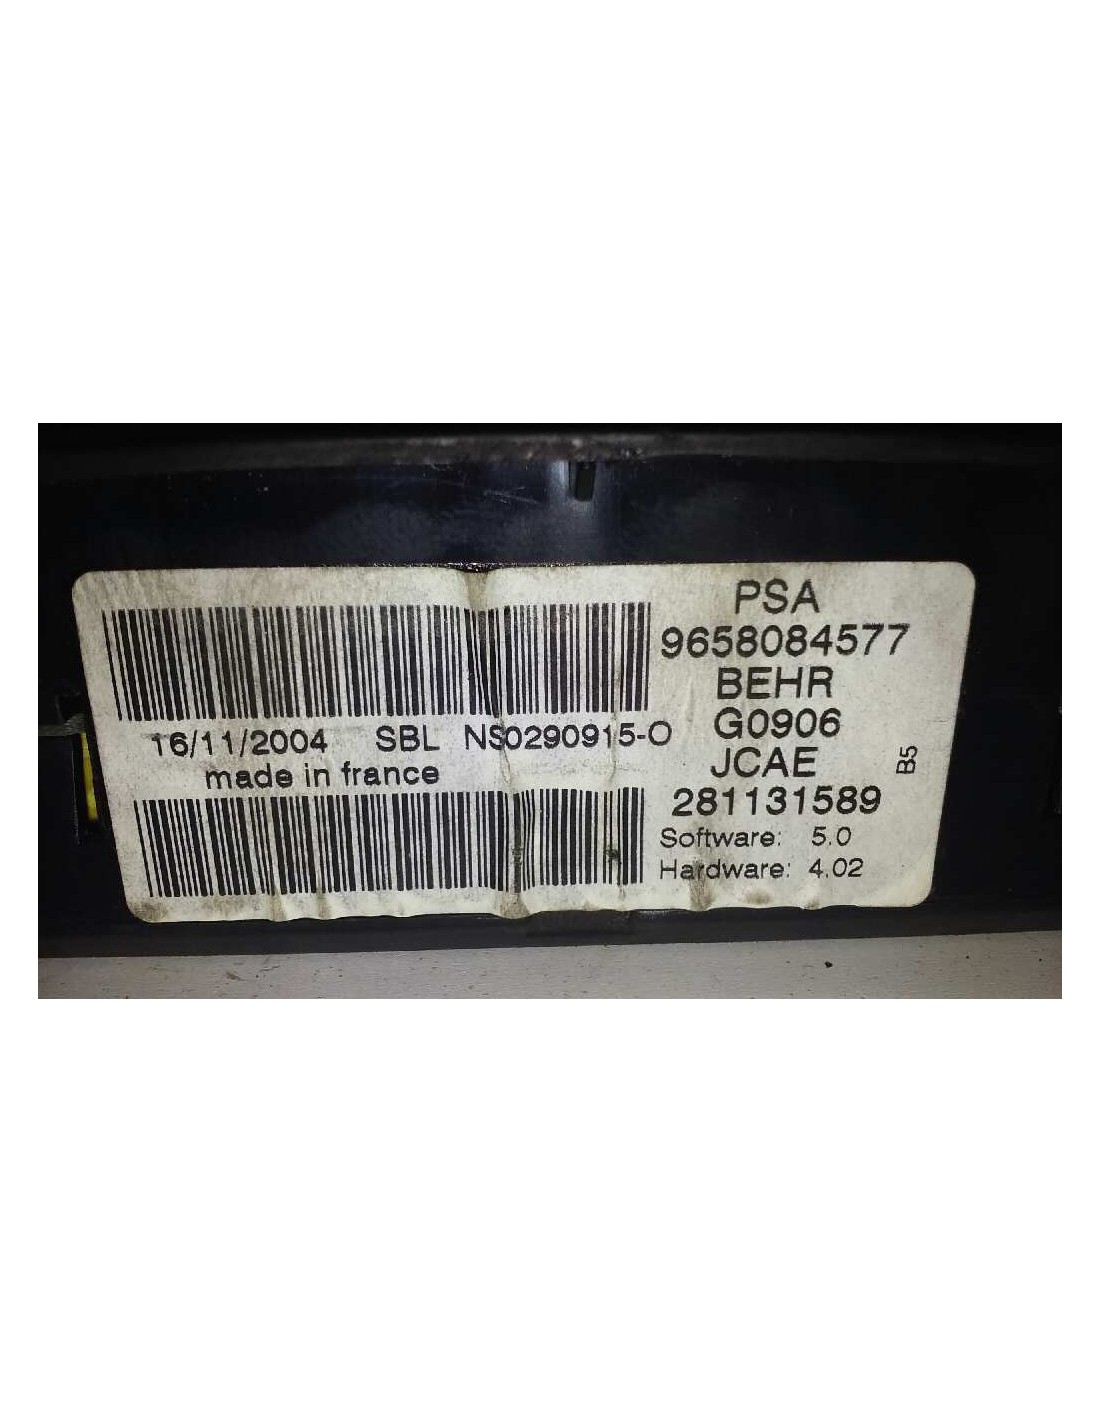 PSA
9658084577
BEHR
G0906
JCAE
281131589
Software: 5.0
Hardware: 4.02
B5
16/11/2004 SBL NS0290915-O
made in france